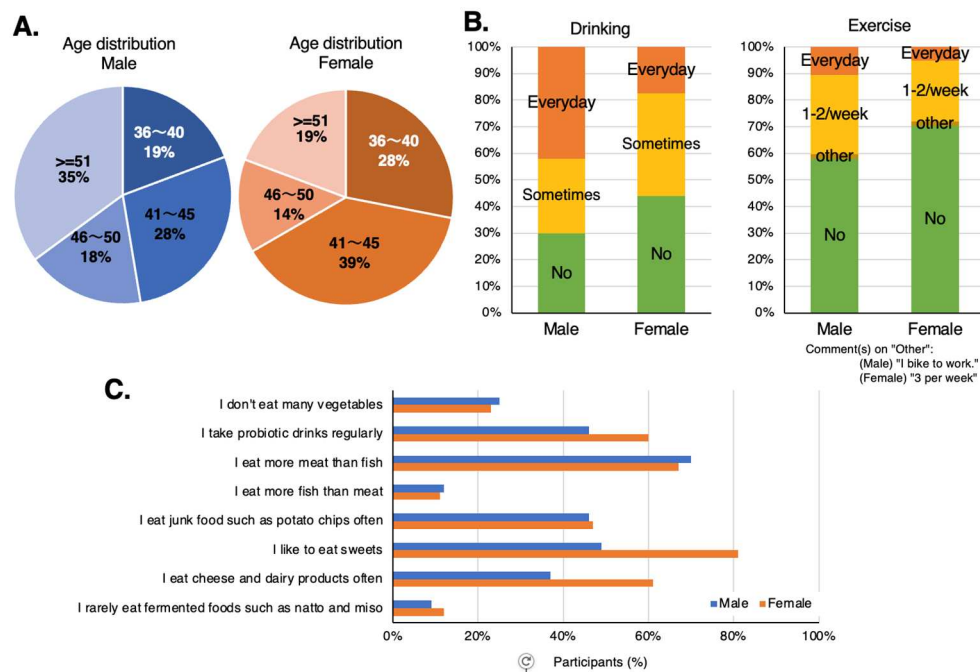 A.
Age distribution
Male
36～40
19%
41～45
28%
46～50
18%
>=51
35%
Age distribution
Female
36～40
28%
41～45
39%
46～50
14%
>=51
19%
B.
Drinking
100%
90%
80%
70%
60%
50%
40%
30%
20%
10%
0%
Everyday
Sometimes
No
Everyday
Sometimes
No
Male
Female
Exercise
100%
90%
80%
70%
60%
50%
40%
30%
20%
10%
0%
Everyday
1-2/week
other
No
Everyday
1-2/week
other
No
Male
Female
Comment(s) on "Other":
(Male) "I bike to work."
(Female) "3 per week"
C.
I don't eat many vegetables
I take probiotic drinks regularly
I eat more meat than fish
I eat more fish than meat
I eat junk food such as potato chips often
I like to eat sweets
I eat cheese and dairy products often
I rarely eat fermented foods such as natto and miso
Male
Female
0%
20%
40%
60%
80%
100%
Participants (%)